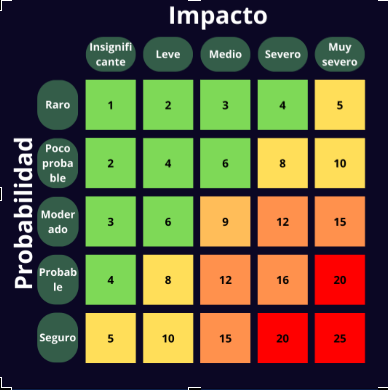 Impacto
Insignifi
cante
Leve
Medio
Severo
Muy
severo
Probabilidad
Raro
1
2
3
4
5
Poco
proba
ble
2
4
6
8
10
Moder
ado
3
6
9
12
15
Probab
le
4
8
12
16
20
Seguro
5
10
15
20
25